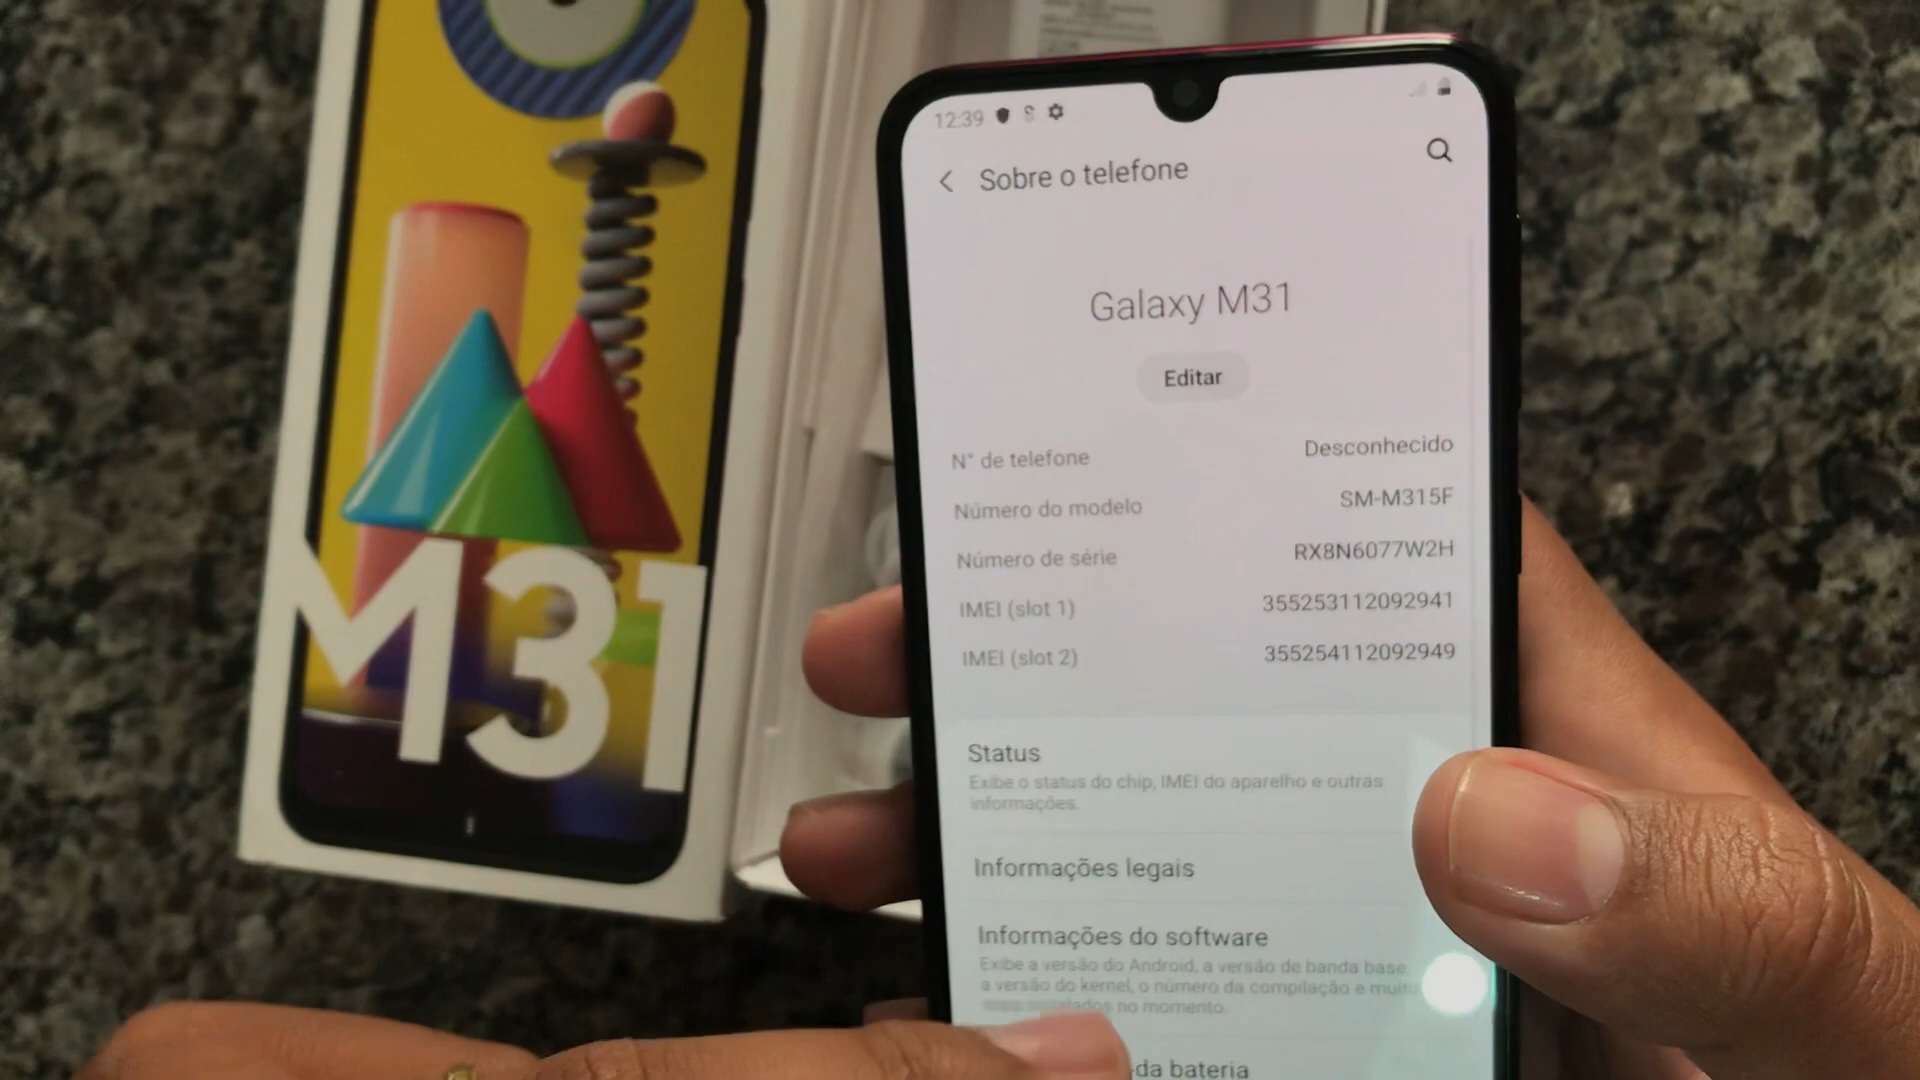 M31
12:39
Sobre o telefone
Galaxy M31
Editar
N° de telefone Desconhecido
Número do modelo SM-M315F
Número de série RX8N6077W2H
IMEI (slot 1) 355253112092941
IMEI (slot 2) 355254112092949
Status
Exibe o status do chip, IMEI do aparelho e outras
informações.
Informações legais
Informações do software
Exibe a versão do Android, a versão de banda base,
a versão do kernel, o número da compilação e muito
no momento.
da bateria